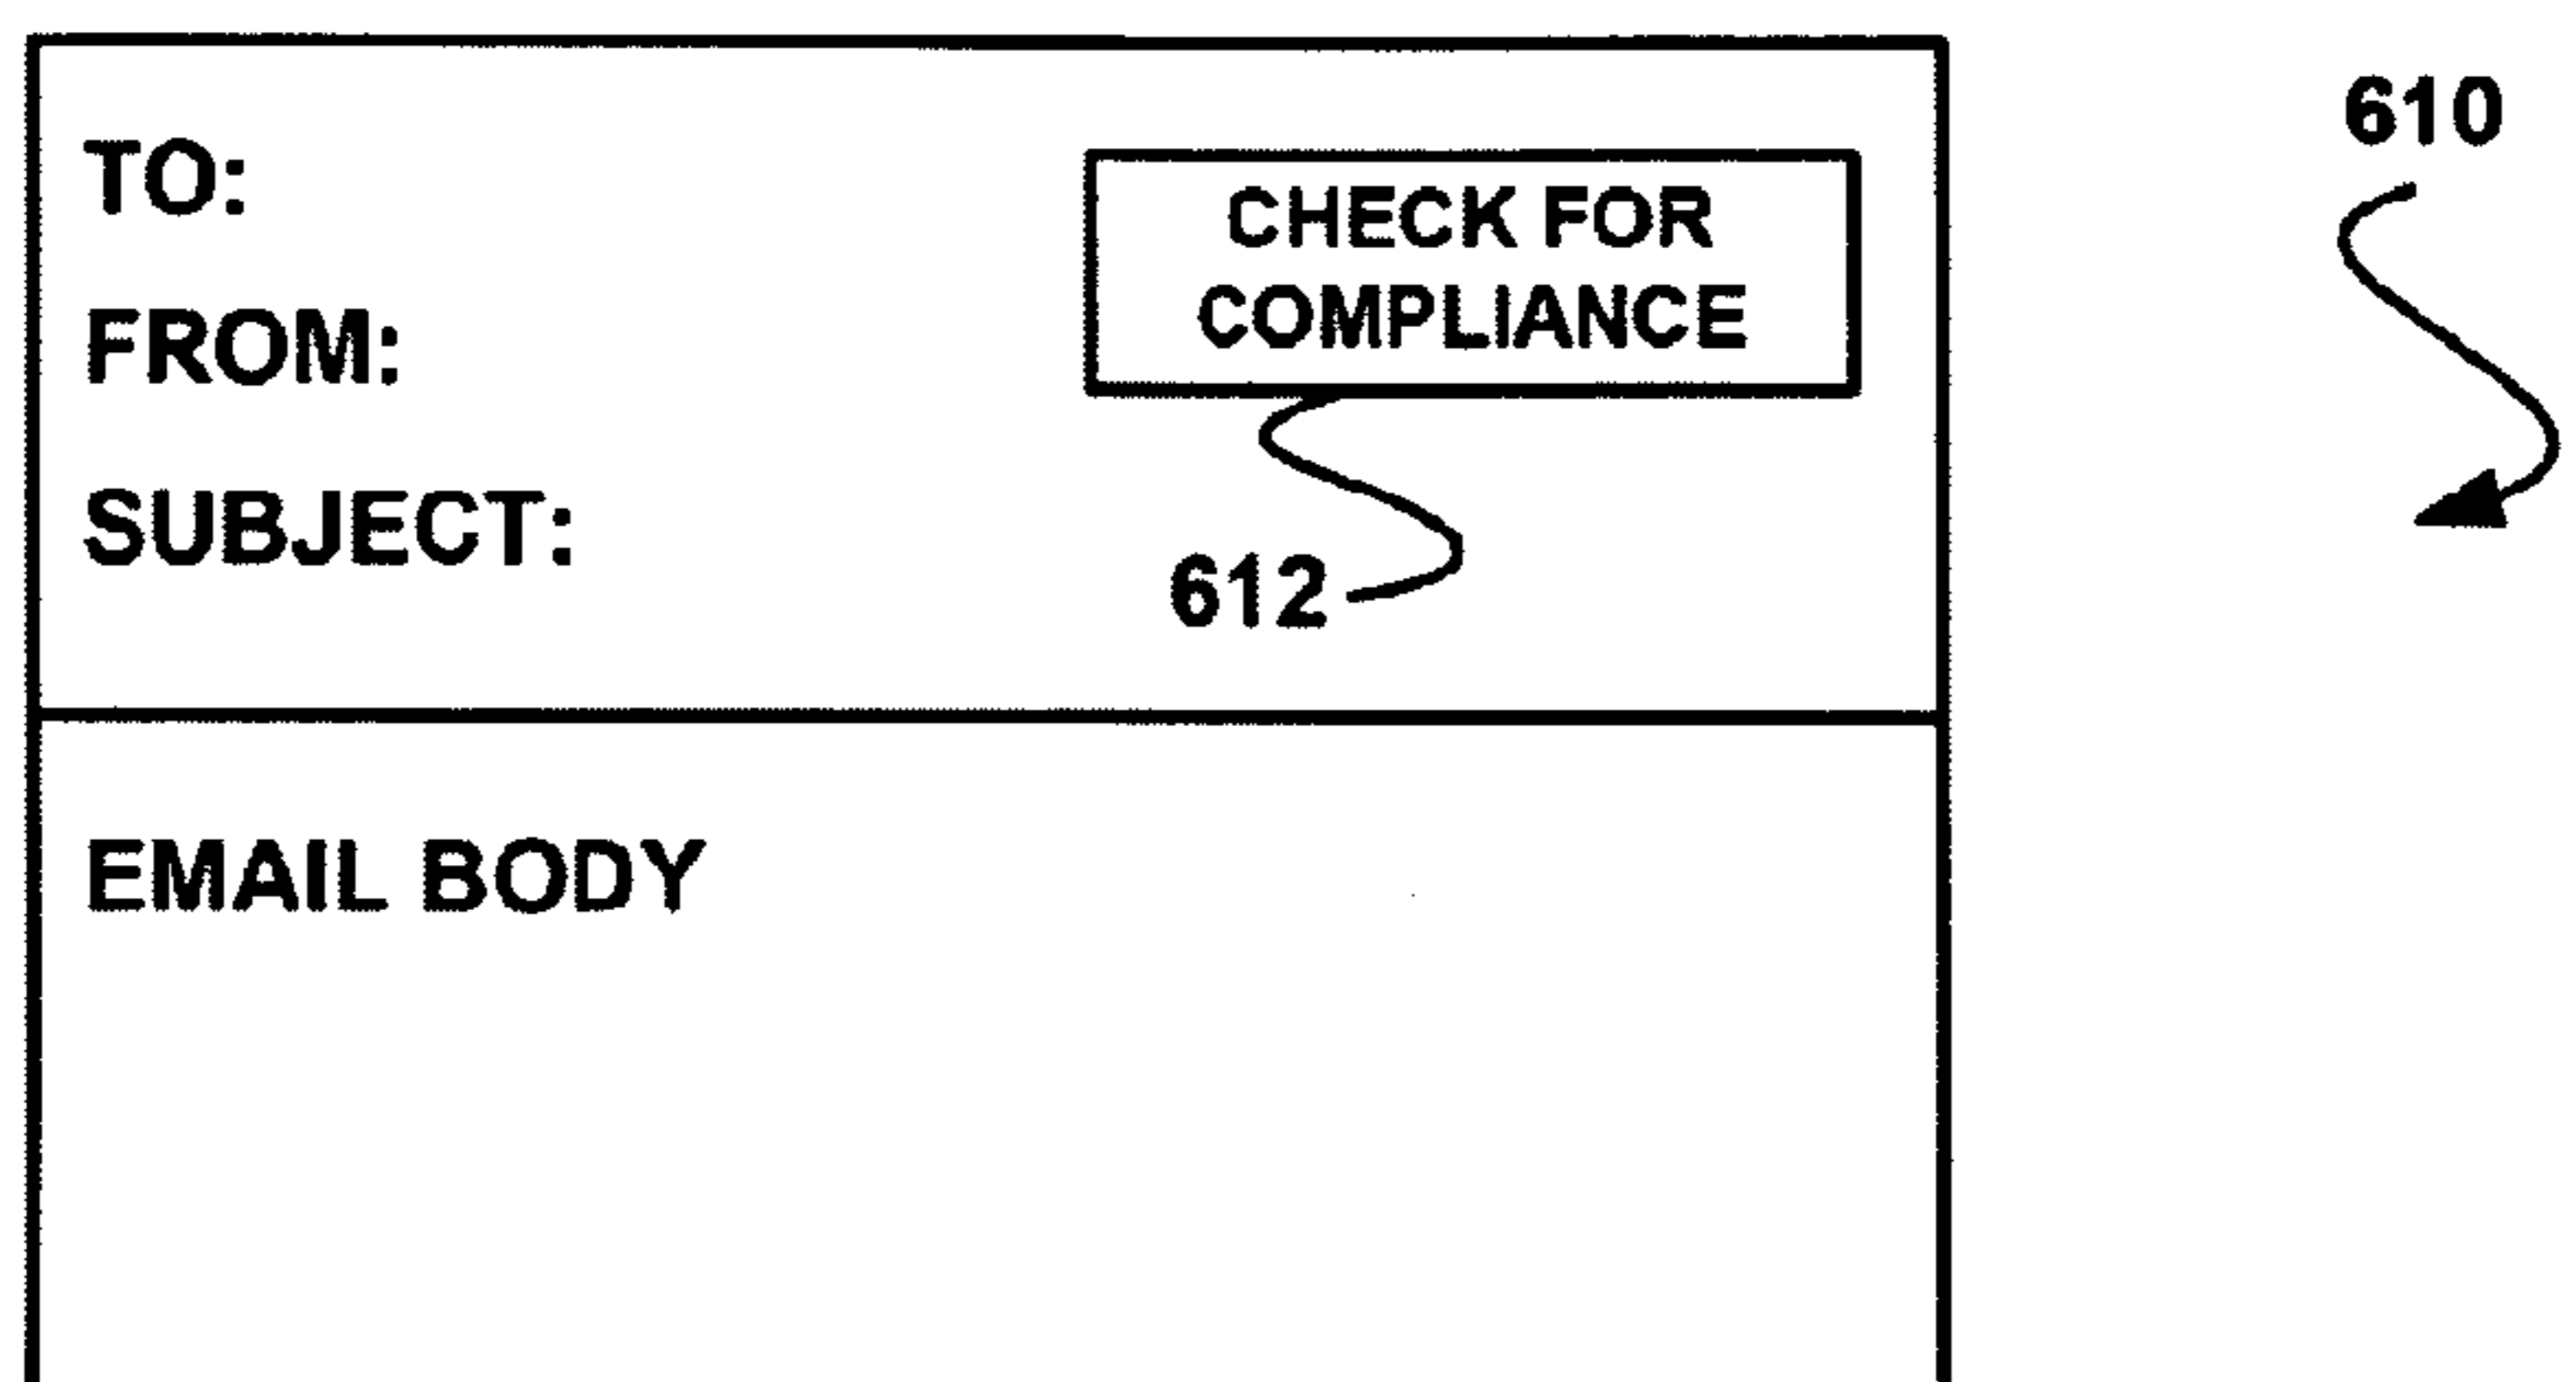 610
TO:
CHECK FOR
COMPLIANCE
FROM:
SUBJECT:
612
EMAIL BODY